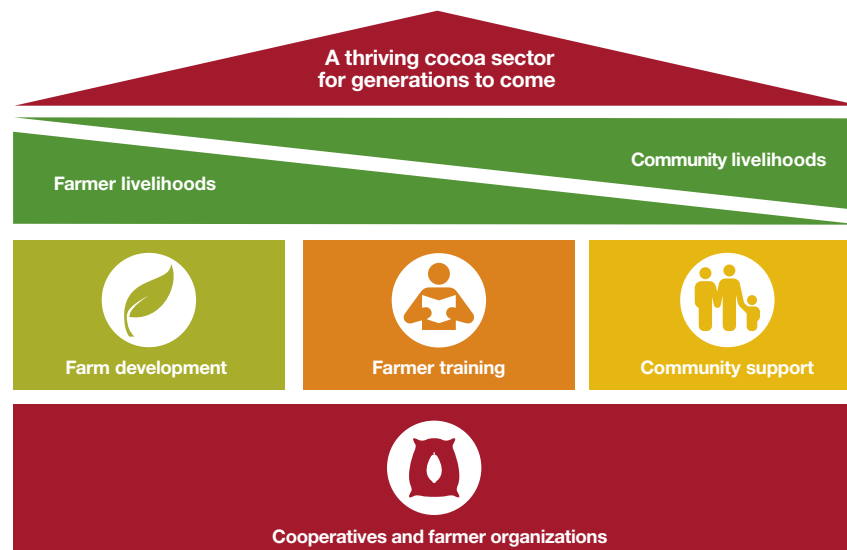 A thriving cocoa sector
for generations to come
Community livelihoods
Farmer livelihoods
Farm development
Farmer training
Community support
Cooperatives and farmer organizations